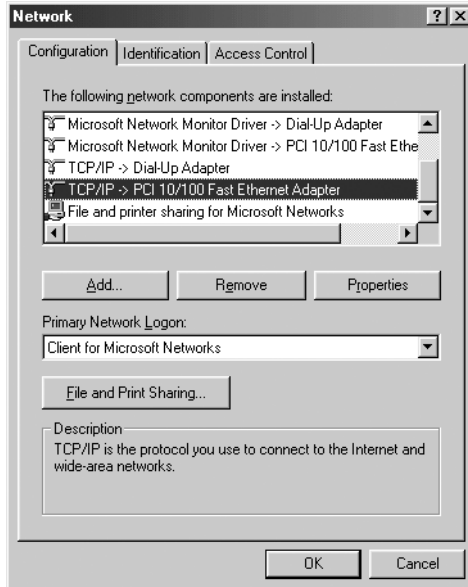 Network
Configuration Identification Access Control
The following network components are installed:
Microsoft Network Monitor Driver -> Dial-Up Adapter
Microsoft Network Monitor Driver -> PCI 10/100 Fast Ethe
TCP/IP -> Dial-Up Adapter
TCP/IP -> PCI 10/100 Fast Ethernet Adapter
File and printer sharing for Microsoft Networks
Add... Remove Properties
Primary Network Logon:
Client for Microsoft Networks
File and Print Sharing...
Description
TCP/IP is the protocol you use to connect to the Internet and
wide-area networks.
OK Cancel